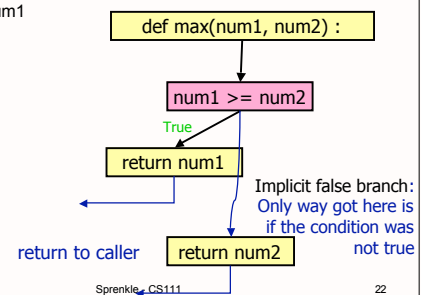 um1
def max(num1, num2) :
num1 >= num2
True
return num1
Implicit false branch:
Only way got here is
if the condition was
not true
return to caller
return num2
Sprenkle - CS111
22